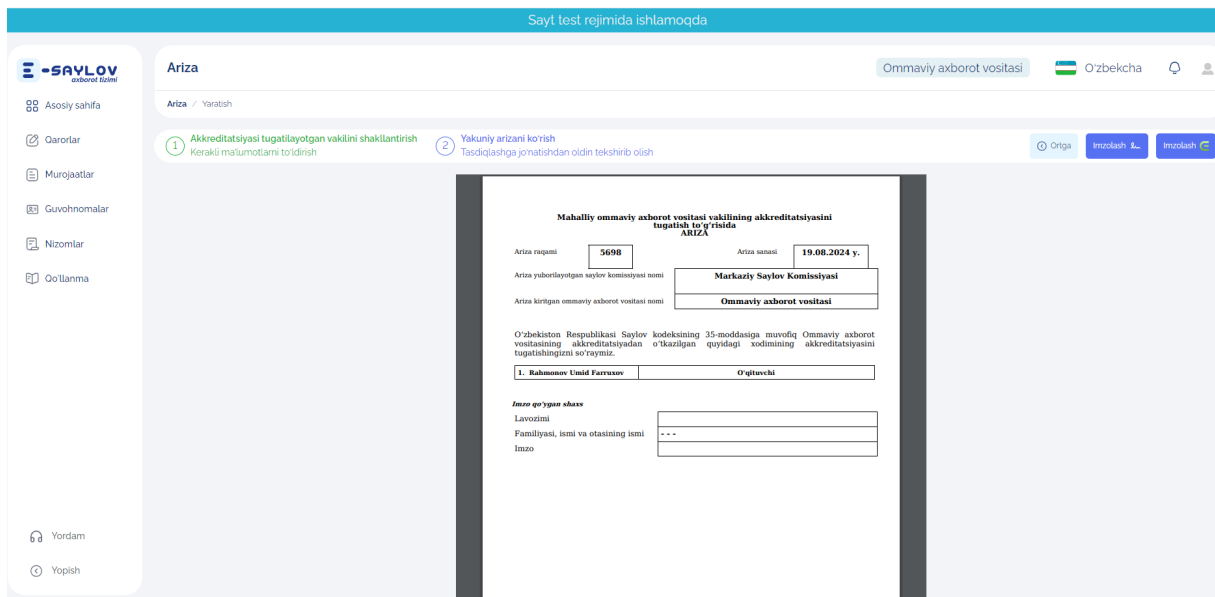 Sayt test rejimida ishlamoqda
E-SAYLOV
axborot tizimi
Asosiy sahifa
Qarorlar
Murojaatlar
Guvohnomalar
Nizomlar
Qo'llanma
Yordam
Yopish
Ariza
Ommaviy axborot vositasi
O'zbekcha
Ariza / Yaratish
1 Akkreditatsiyasi tugatilayotgan vakilini shakllantirish
Kerakli ma'lumotlarni to'ldirish
2 Yakuniy arizani ko'rish
Tasdiqlashga jo'natishdan oldin tekshirib olish
Ortga
Imzolash
Imzolash
Mahalliy ommaviy axborot vositasi vakilining akkreditatsiyasini
tugatish to'g'risida
ARIZA
Ariza raqami 5698 Ariza sanasi 19.08.2024 y.
Ariza yuborilayotgan saylov komissiyasi nomi Markaziy Saylov Komissiyasi
Ariza kiritgan ommaviy axborot vositasi nomi Ommaviy axborot vositasi
O'zbekiston Respublikasi Saylov kodeksining 35-moddasiga muvofiq Ommaviy axborot
vositasining akkreditatsiyadan o'tkazilgan quyidagi xodimining akkreditatsiyasini
tugatishingizni so'raymiz.
1. Rahmonov Umid Farruxov O'qituvchi
Imzo qo'ygan shaxs
Lavozimi
Familiyasi, ismi va otasining ismi - - -
Imzo